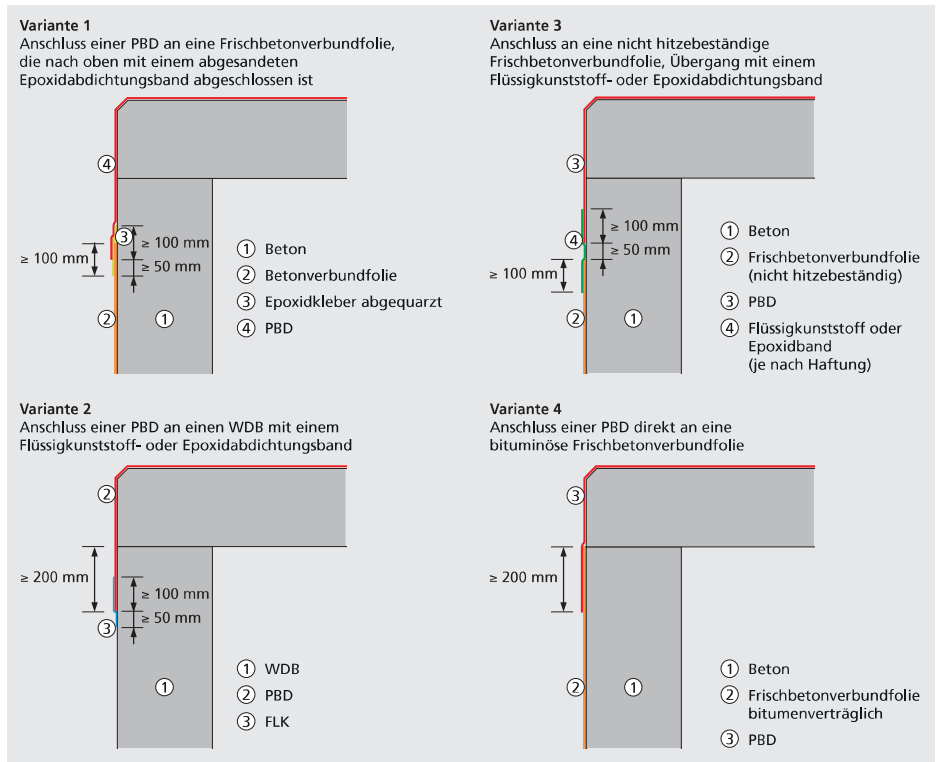 Variante 1
Anschluss einer PBD an eine Frischbetonverbundfolie,
die nach oben mit einem abgesandeten
Epoxidabdichtungsband abgeschlossen ist
4
3
≥ 100 mm
≥ 100 mm
≥ 50 mm
2
1
1 Beton
2 Betonverbundfolie
3 Epoxidkleber abgequarzt
4 PBD
Variante 3
Anschluss an eine nicht hitzebeständige
Frischbetonverbundfolie, Übergang mit einem
Flüssigkunststoff- oder Epoxidabdichtungsband
3
≥ 100 mm
4
≥ 50 mm
≥ 100 mm
2
1
1 Beton
2 Frischbetonverbundfolie
(nicht hitzebeständig)
3 PBD
4 Flüssigkunststoff oder
Epoxidband
(je nach Haftung)
Variante 2
Anschluss einer PBD an einen WDB mit einem
Flüssigkunststoff- oder Epoxidabdichtungsband
2
≥ 200 mm
≥ 100 mm
≥ 50 mm
3
1
1 WDB
2 PBD
3 FLK
Variante 4
Anschluss einer PBD direkt an eine
bituminöse Frischbetonverbundfolie
3
≥ 200 mm
2
1
1 Beton
2 Frischbetonverbundfolie
bitumenverträglich
3 PBD